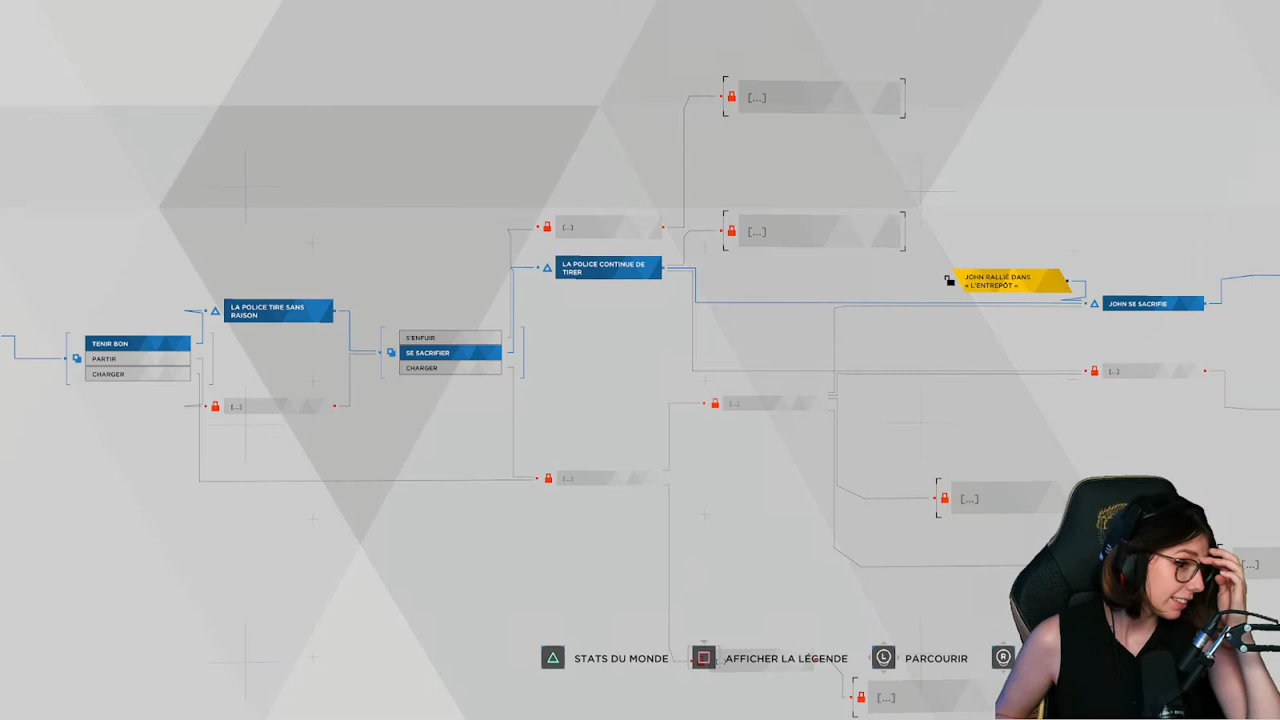 [...]
[...]
[...]
LA POLICE CONTINUE DE
TIRER
JOHN RALLIÉ DANS
« L'ENTREPÔT »
JOHN SE SACRIFIE
LA POLICE TIRE SANS
RAISON
TENIR BON
PARTIR
CHARGER
S'ENFUIR
SE SACRIFIER
CHARGER
[...]
[...]
[...]
[...]
[...]
[...]
STATS DU MONDE
AFFICHER LA LÉGENDE
L
PARCOURIR
R
[...]